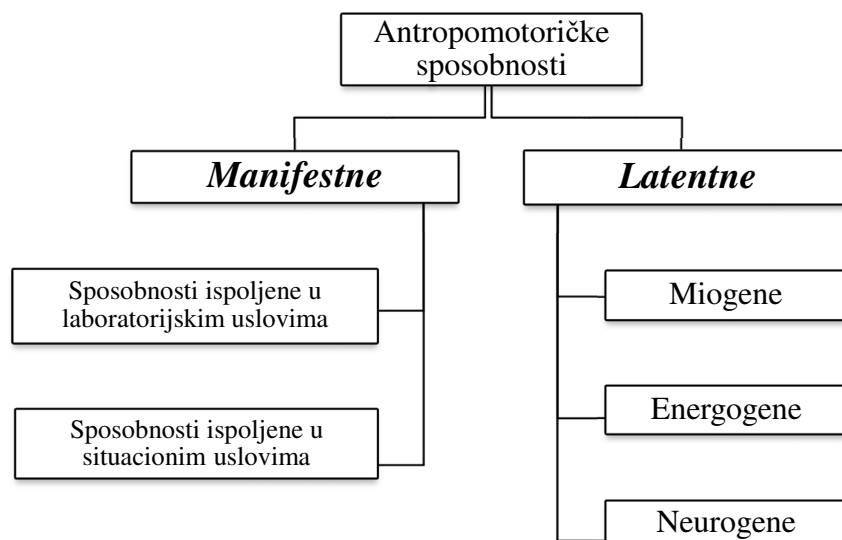 Antropomotoričke
sposobnosti
Manifestne
Latentne
Sposobnosti ispoljene u
laboratorijskim uslovima
Sposobnosti ispoljene u
situacionim uslovima
Miogene
Energogene
Neurogene